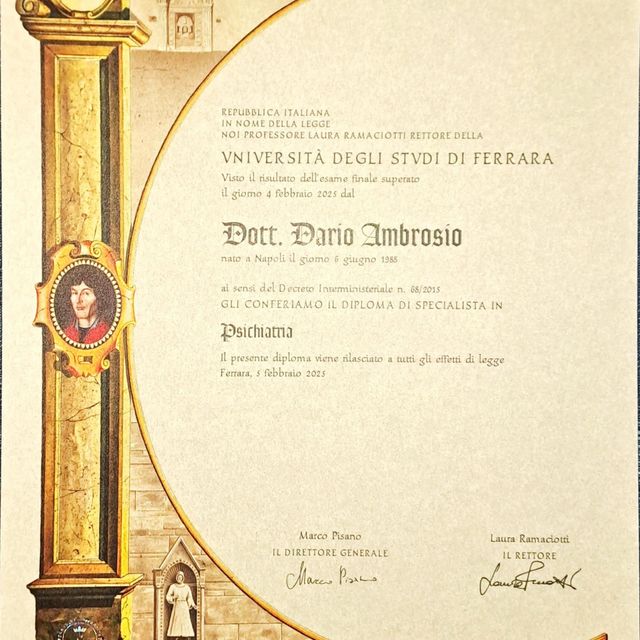 REPUBBLICA ITALIANA
IN NOME DELLA LEGGE
NOI PROFESSORE LAURA RAMACIOTTI RETTORE DELLA
VNIVERSITÀ DEGLI STVDI DI FERRARA
Visto il risultato dell'esame finale superato
il giorno 4 febbraio 2025 dal
Dott. Dario Ambrosio
nato a Napoli il giorno 6 giugno 1988
ai sensi del Decreto Interministeriale n. 68/2015
GLI CONFERIAMO IL DIPLOMA DI SPECIALISTA IN
Psichiatria
Il presente diploma viene rilasciato a tutti gli effetti di legge
Ferrara, 5 febbraio 2025
Marco Pisano
IL DIRETTORE GENERALE
Marco Pisano
Laura Ramaciotti
IL RETTORE